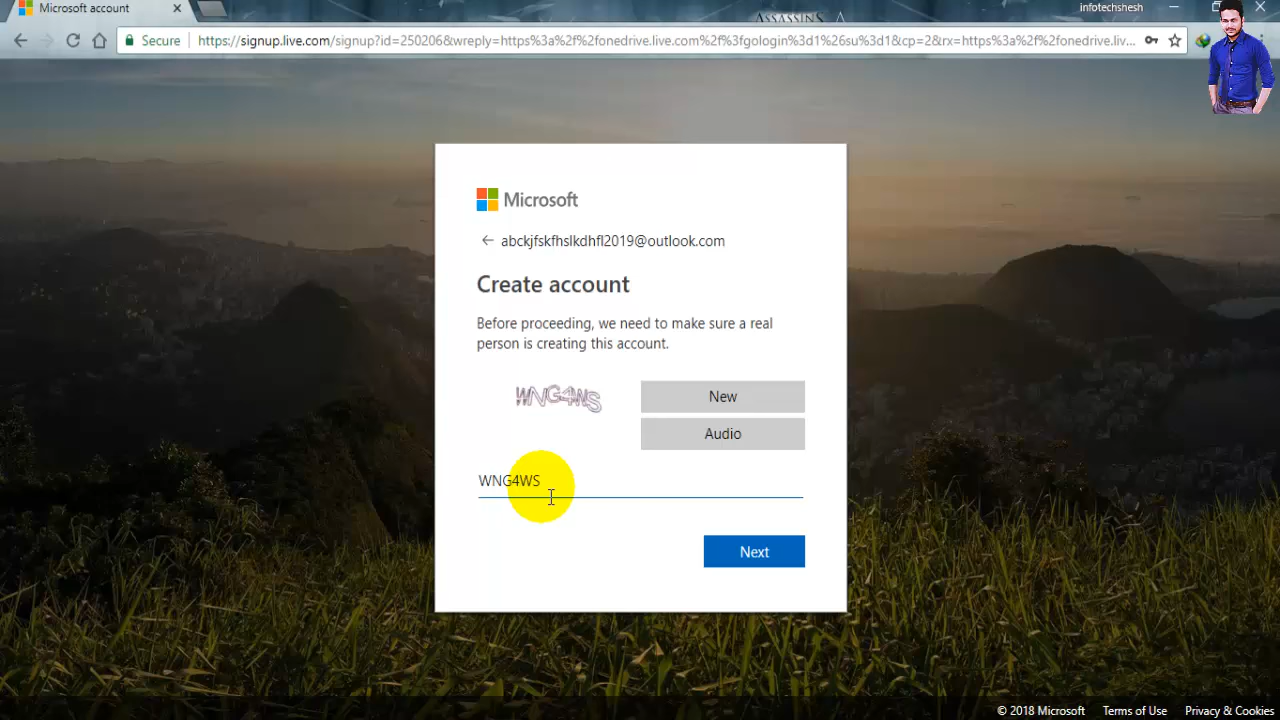 Microsoft account
ASSASSINS
infotechshesh
Secure
https://signup.live.com/signup?id=250206&wreply=https%3a%2f%2fonedrive.live.com%2f%3fgologin%3d1%26su%3d1&cp=2&rx=https%3a%2f%2fonedrive.liv...
Microsoft
abckjfskfhslkdhfl2019@outlook.com
Create account
Before proceeding, we need to make sure a real
person is creating this account.
WNG4WS
New
Audio
WNG4WS
Next
© 2018 Microsoft
Terms of Use
Privacy & Cookies